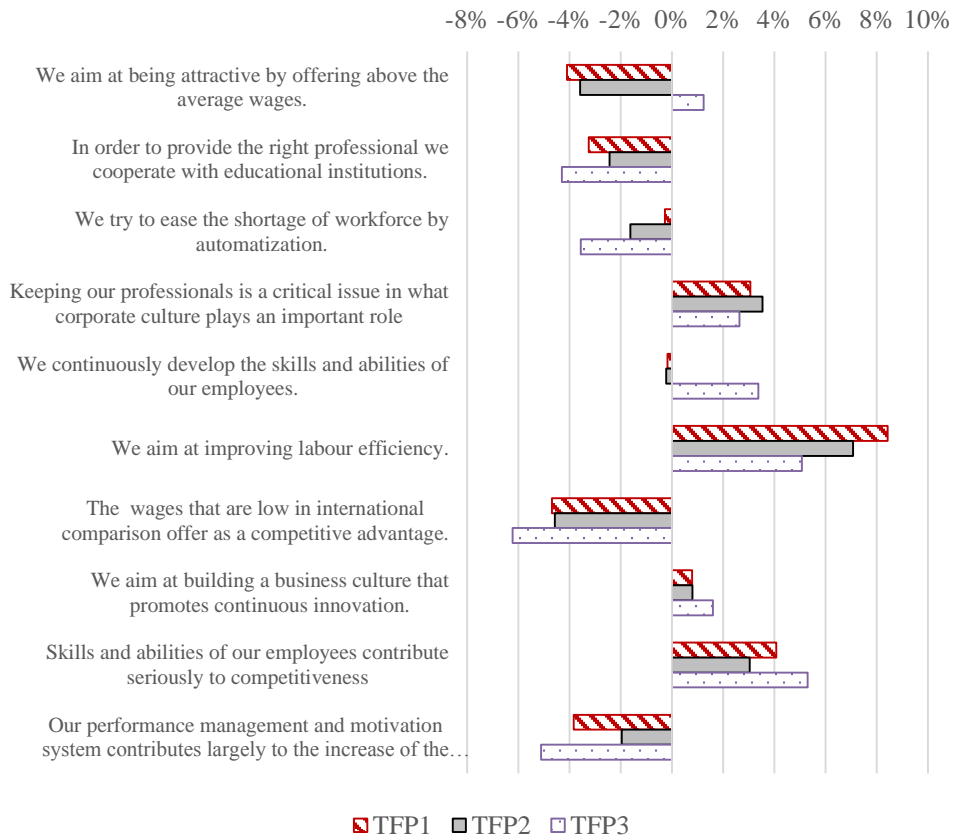 -8% -6% -4% -2% 0% 2% 4% 6% 8% 10%
We aim at being attractive by offering above the
average wages.
In order to provide the right professional we
cooperate with educational institutions.
We try to ease the shortage of workforce by
automatization.
Keeping our professionals is a critical issue in what
corporate culture plays an important role
We continuously develop the skills and abilities of
our employees.
We aim at improving labour efficiency.
The wages that are low in international
comparison offer as a competitive advantage.
We aim at building a business culture that
promotes continuous innovation.
Skills and abilities of our employees contribute
seriously to competitiveness
Our performance management and motivation
system contributes largely to the increase of the…
TFP1 TFP2 TFP3